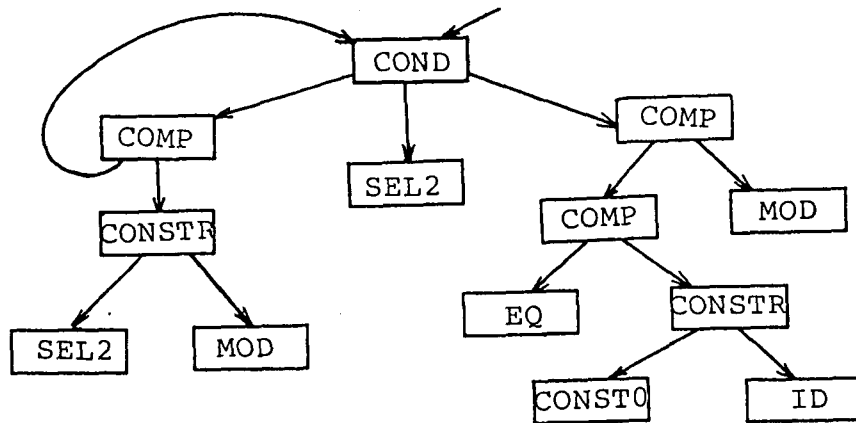 COND
COMP
COMP
SEL2
COMP
MOD
CONSTR
EQ
CONSTR
SEL2
MOD
CONST0
ID